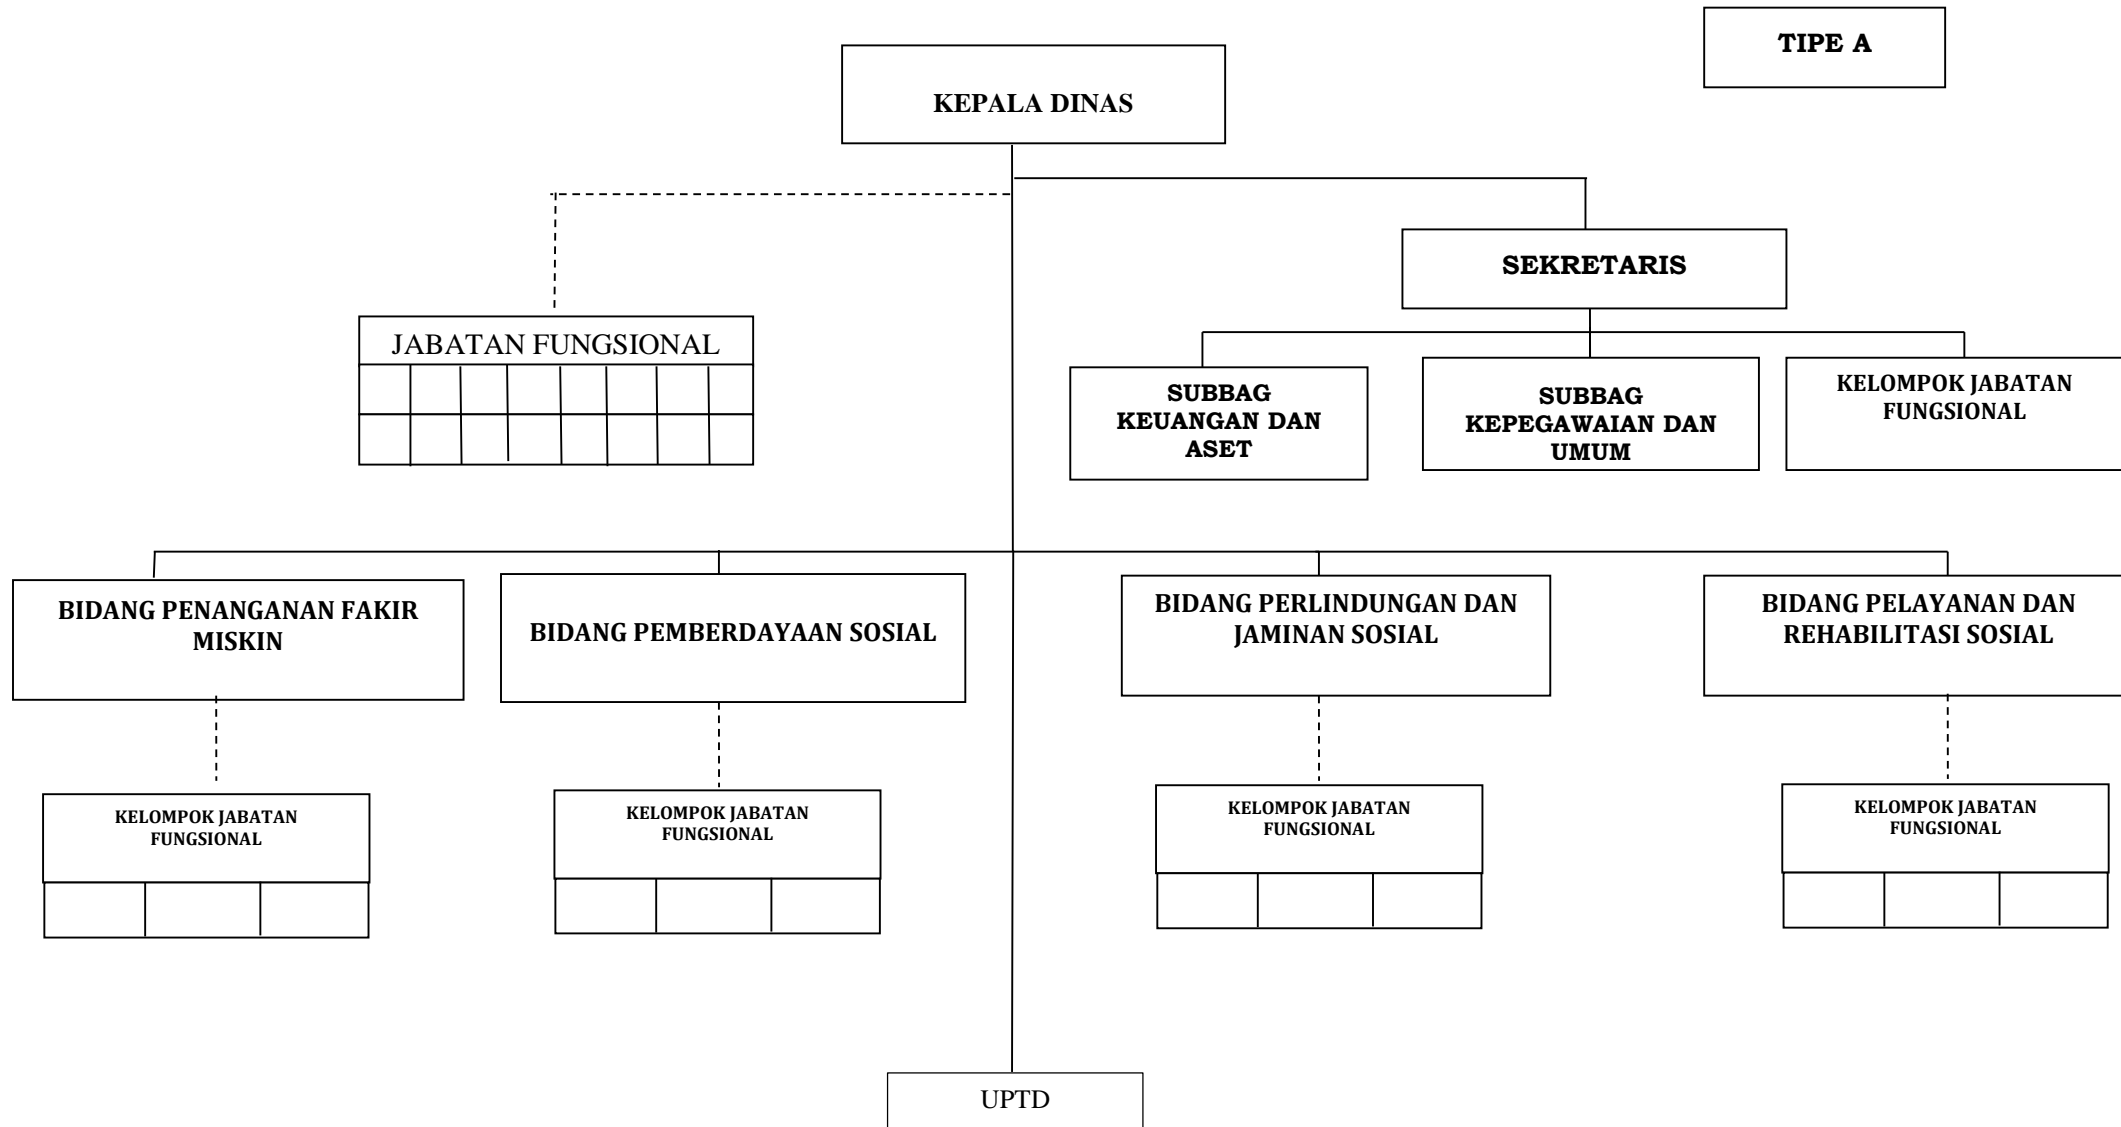 TIPE A
KEPALA DINAS
SEKRETARIS
JABATAN FUNGSIONAL
SUBBAG
KEUANGAN DAN
ASET
SUBBAG
KEPEGAWAIAN DAN
UMUM
KELOMPOK JABATAN
FUNGSIONAL
BIDANG PENANGANAN FAKIR
MISKIN
BIDANG PEMBERDAYAAN SOSIAL
BIDANG PERLINDUNGAN DAN
JAMINAN SOSIAL
BIDANG PELAYANAN DAN
REHABILITASI SOSIAL
KELOMPOK JABATAN
FUNGSIONAL
KELOMPOK JABATAN
FUNGSIONAL
KELOMPOK JABATAN
FUNGSIONAL
KELOMPOK JABATAN
FUNGSIONAL
UPTD